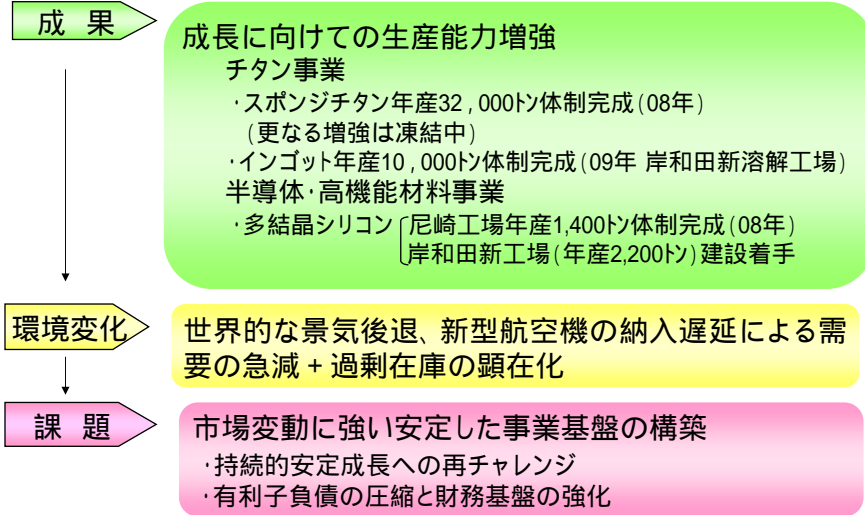 成 果
成長に向けての生産能力増強
チタン事業
・スポンジチタン年産32,000トン体制完成(08年)
(更なる増強は凍結中)
・インゴット年産10,000トン体制完成(09年 岸和田新溶解工場)
半導体・高機能材料事業
・多結晶シリコン 尼崎工場年産1,400トン体制完成(08年)
岸和田新工場(年産2,200トン)建設着手
環境変化
世界的な景気後退、新型航空機の納入遅延による需
要の急減+過剰在庫の顕在化
課 題
市場変動に強い安定した事業基盤の構築
・持続的安定成長への再チャレンジ
・有利子負債の圧縮と財務基盤の強化